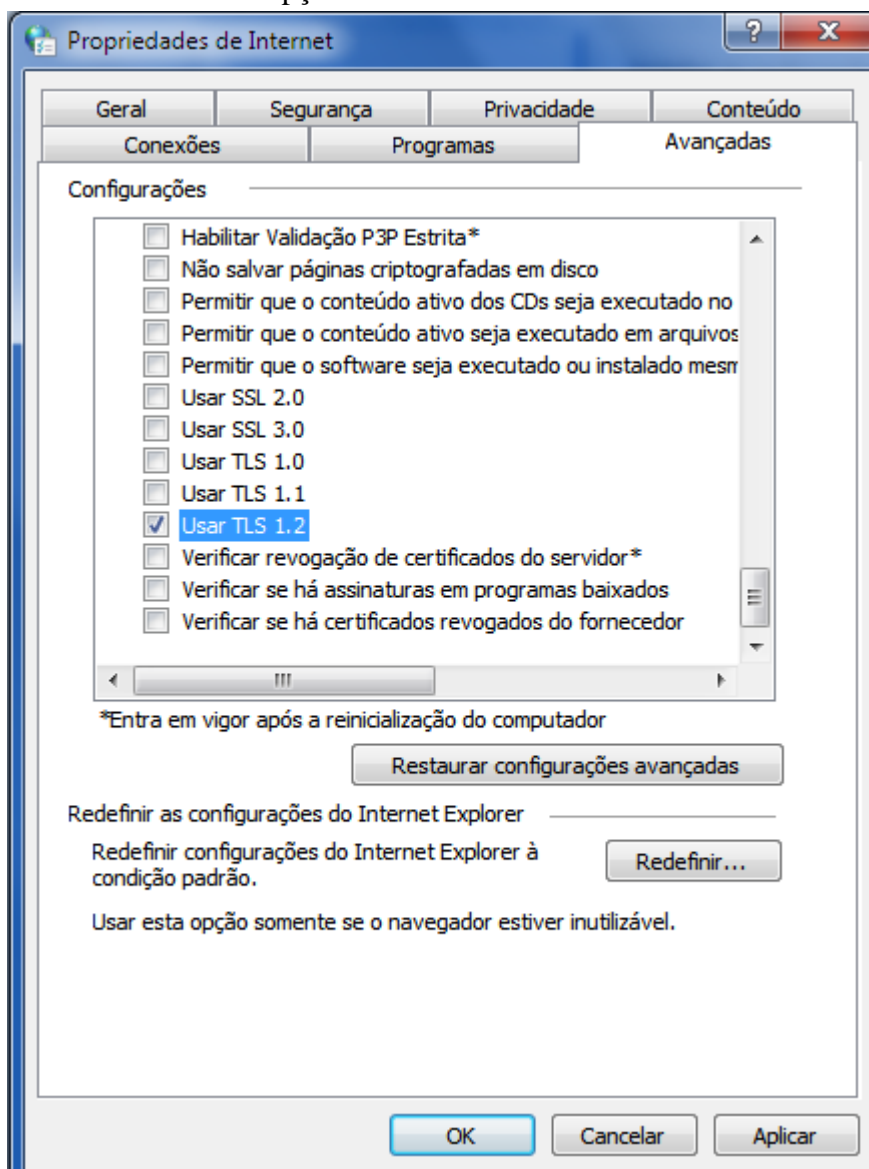 pç
Propriedades de Internet
Geral Segurança Privacidade Conteúdo
Conexões Programas Avançadas
Configurações
Habilitar Validação P3P Estrita*
Não salvar páginas criptografadas em disco
Permitir que o conteúdo ativo dos CDs seja executado no
Permitir que o conteúdo ativo seja executado em arquivos
Permitir que o software seja executado ou instalado mesm
Usar SSL 2.0
Usar SSL 3.0
Usar TLS 1.0
Usar TLS 1.1
Usar TLS 1.2
Verificar revogação de certificados do servidor*
Verificar se há assinaturas em programas baixados
Verificar se há certificados revogados do fornecedor
*Entra em vigor após a reinicialização do computador
Restaurar configurações avançadas
Redefinir as configurações do Internet Explorer
Redefinir configurações do Internet Explorer à
condição padrão.
Redefinir...
Usar esta opção somente se o navegador estiver inutilizável.
OK Cancelar Aplicar